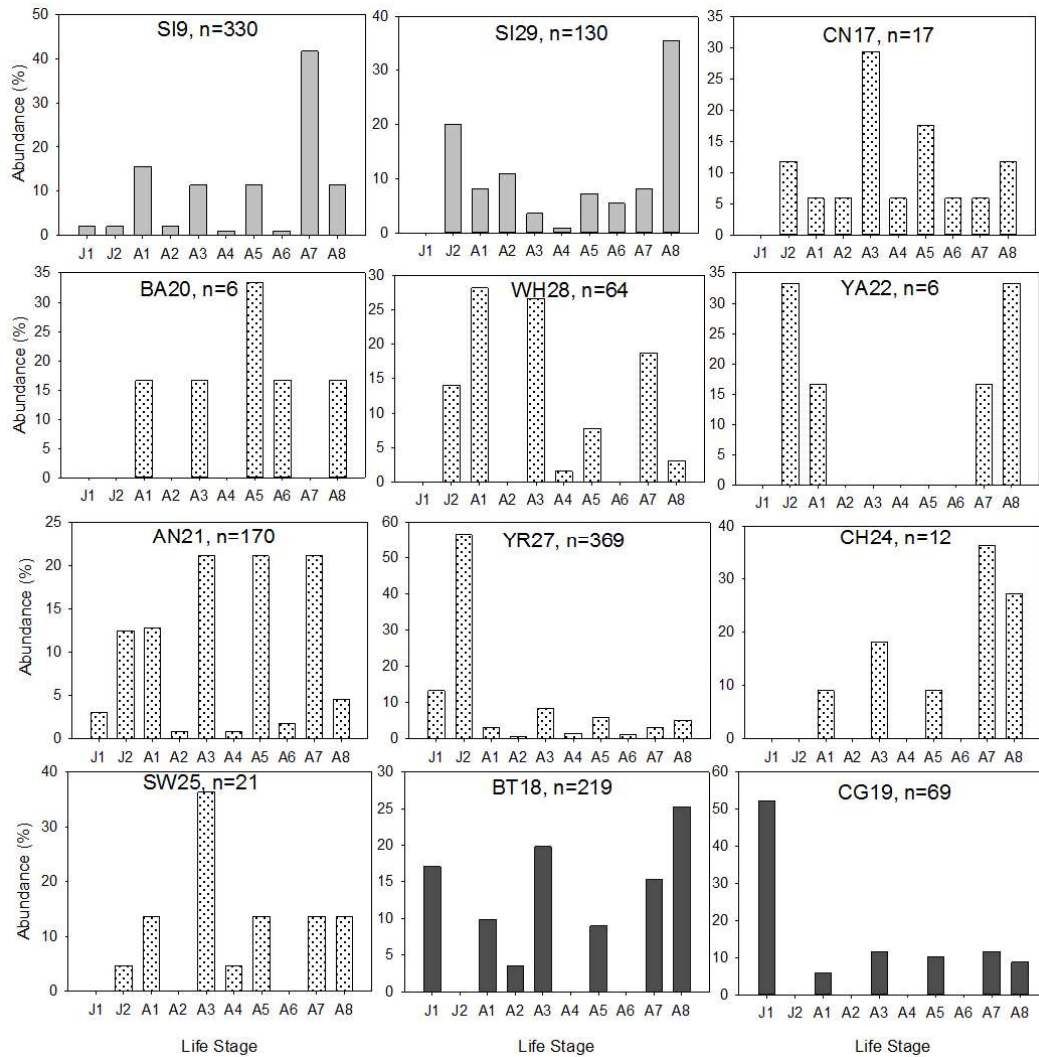 SI9, n=330
Abundance (%)
50
40
30
20
10
0
J1 J2 A1 A2 A3 A4 A5 A6 A7 A8
SI29, n=130
40
30
20
10
0
J1 J2 A1 A2 A3 A4 A5 A6 A7 A8
CN17, n=17
35
30
25
20
15
10
5
0
J1 J2 A1 A2 A3 A4 A5 A6 A7 A8
BA20, n=6
Abundance (%)
35
30
25
20
15
10
5
0
J1 J2 A1 A2 A3 A4 A5 A6 A7 A8
WH28, n=64
30
25
20
15
10
5
0
J1 J2 A1 A2 A3 A4 A5 A6 A7 A8
YA22, n=6
35
30
25
20
15
10
5
0
J1 J2 A1 A2 A3 A4 A5 A6 A7 A8
AN21, n=170
Abundance (%)
25
20
15
10
5
0
J1 J2 A1 A2 A3 A4 A5 A6 A7 A8
YR27, n=369
60
50
40
30
20
10
0
J1 J2 A1 A2 A3 A4 A5 A6 A7 A8
CH24, n=12
40
30
20
10
0
J1 J2 A1 A2 A3 A4 A5 A6 A7 A8
SW25, n=21
Abundance (%)
40
30
20
10
0
J1 J2 A1 A2 A3 A4 A5 A6 A7 A8
Life Stage
BT18, n=219
30
25
20
15
10
5
0
J1 J2 A1 A2 A3 A4 A5 A6 A7 A8
Life Stage
CG19, n=69
60
50
40
30
20
10
0
J1 J2 A1 A2 A3 A4 A5 A6 A7 A8
Life Stage